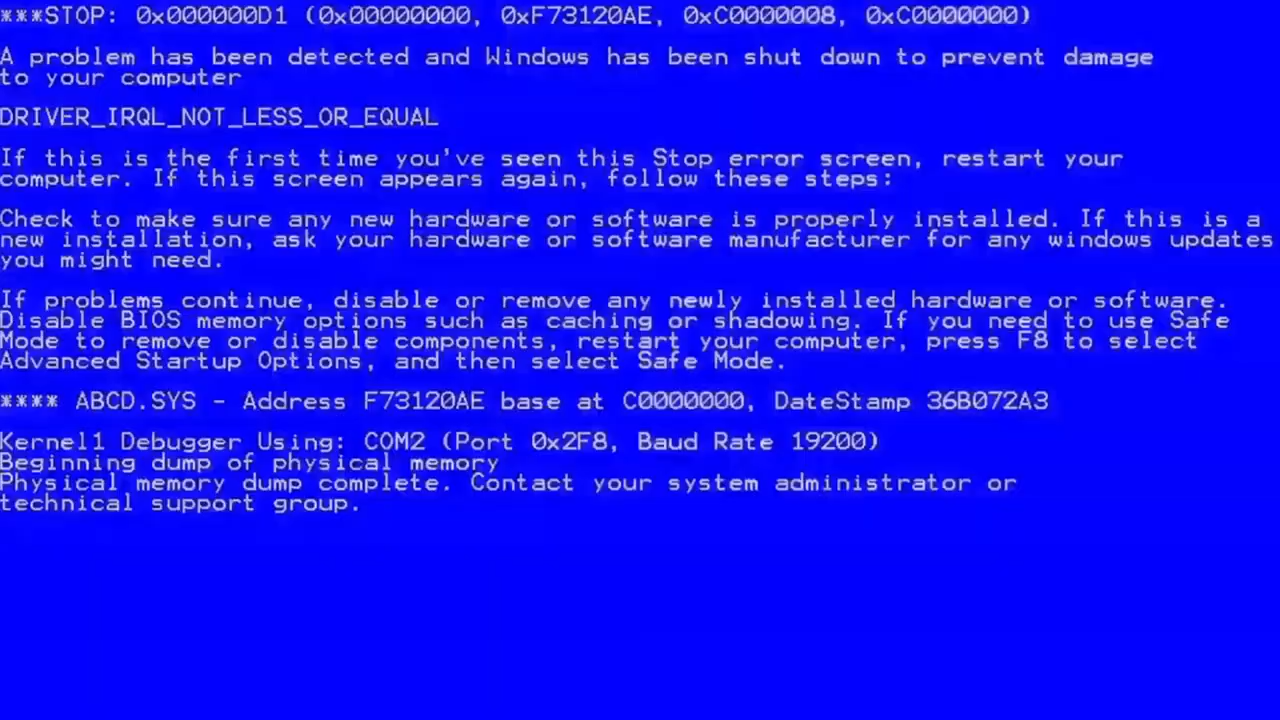 ***STOP: 0x000000D1 (0x00000000, 0xF73120AE, 0xC0000008, 0xC0000000)
A problem has been detected and Windows has been shut down to prevent damage
to your computer
DRIVER_IRQL_NOT_LESS_OR_EQUAL
If this is the first time you've seen this Stop error screen, restart your
computer. If this screen appears again, follow these steps:
Check to make sure any new hardware or software is properly installed. If this is a
new installation, ask your hardware or software manufacturer for any windows updates
you might need.
If problems continue, disable or remove any newly installed hardware or software.
Disable BIOS memory options such as caching or shadowing. If you need to use Safe
Mode to remove or disable components, restart your computer, press F8 to select
Advanced Startup Options, and then select Safe Mode.
**** ABCD.SYS - Address F73120AE base at C0000000, DateStamp 36B072A3
Kernel1 Debugger Using: COM2 (Port 0x2F8, Baud Rate 19200)
Beginning dump of physical memory
Physical memory dump complete. Contact your system administrator or
technical support group.